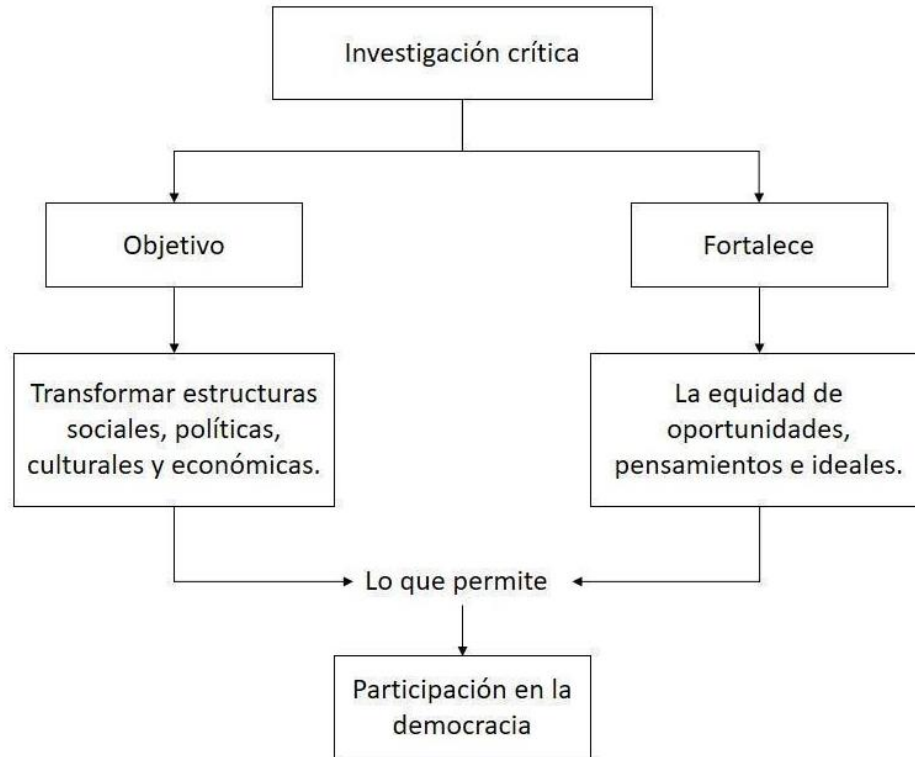 Investigación crítica
Objetivo
Fortalece
Transformar estructuras
sociales, políticas,
culturales y económicas.
La equidad de
oportunidades,
pensamientos e ideales.
Lo que permite
Participación en la
democracia